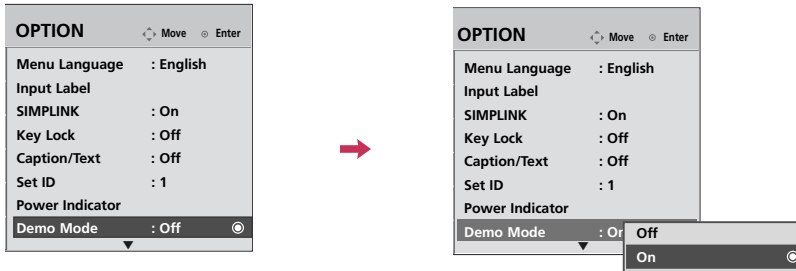 OPTION Move Enter
Menu Language : English
Input Label
SIMPLINK : On
Key Lock : Off
Caption/Text : Off
Set ID : 1
Power Indicator
Demo Mode : Off
OPTION Move Enter
Menu Language : English
Input Label
SIMPLINK : On
Key Lock : Off
Caption/Text : Off
Set ID : 1
Power Indicator
Demo Mode :
Off
On